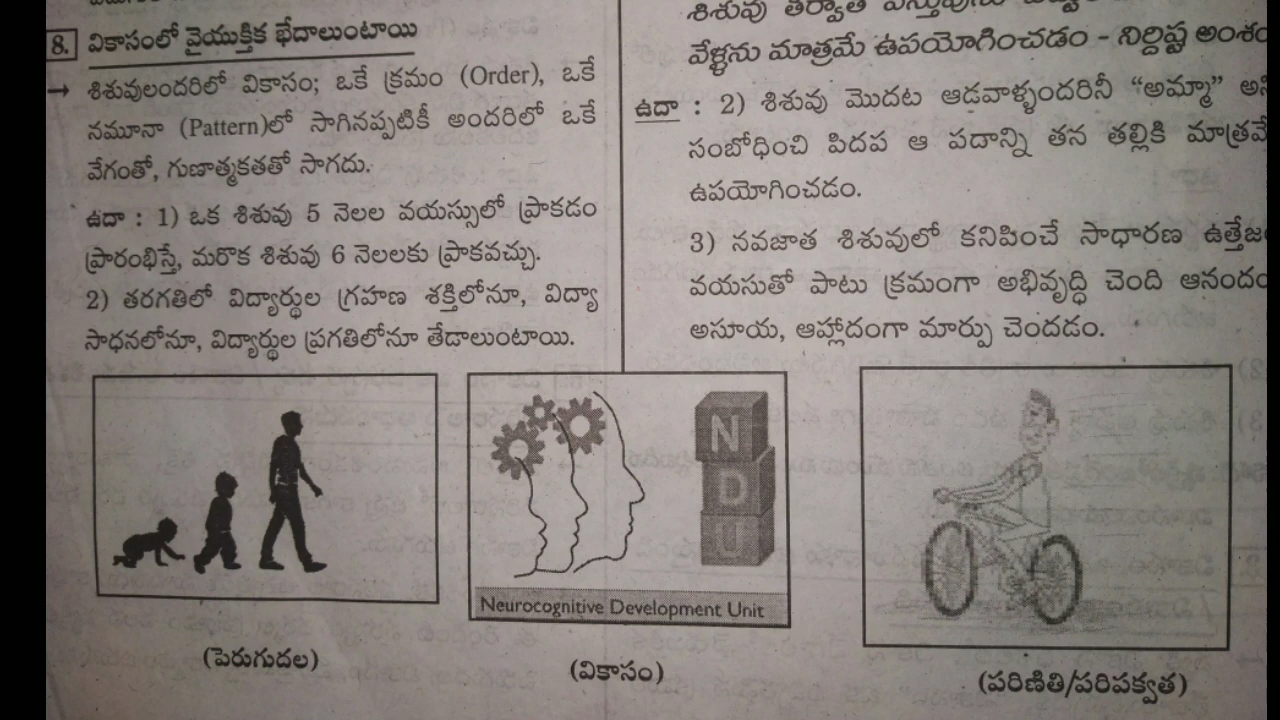 8. వికాసంలో వైయుక్తిక భేదాలుంటాయి
→ శిశువులందరిలో వికాసం; ఒకే క్రమం (Order), ఒకే
నమూనా (Pattern)లో సాగినప్పటికీ అందరిలో ఒకే
వేగంతో, గుణాత్మకతతో సాగదు.
ఉదా : 1) ఒక శిశువు 5 నెలల వయస్సులో ప్రాకడం
ప్రారంభిస్తే, మరొక శిశువు 6 నెలలకు ప్రాకవచ్చు.
2) తరగతిలో విద్యార్థుల గ్రహణ శక్తిలోనూ, విద్యా
సాధనలోనూ, విద్యార్థుల ప్రగతిలోనూ తేడాలుంటాయి.
శిశువు తర్వాత
వేళ్ళను మాత్రమే ఉపయోగించడం - నిర్దిష్ట
ఉదా : 2) శిశువు మొదట ఆడవాళ్ళందరినీ “అమ్మా”
సంబోధించి పిదప ఆ పదాన్ని తన తల్లికి
ఉపయోగించడం.
3) నవజాత శిశువులో కనిపించే సాధారణ
వయసుతో పాటు క్రమంగా అభివృద్ధి చెంది
అసూయ, ఆహ్లాదంగా మార్పు చెందడం.
N
D
U
Neurocognitive Development Unit
(పెరుగుదల)
(వికాసం)
(పరిణితి/పరిపక్వత)